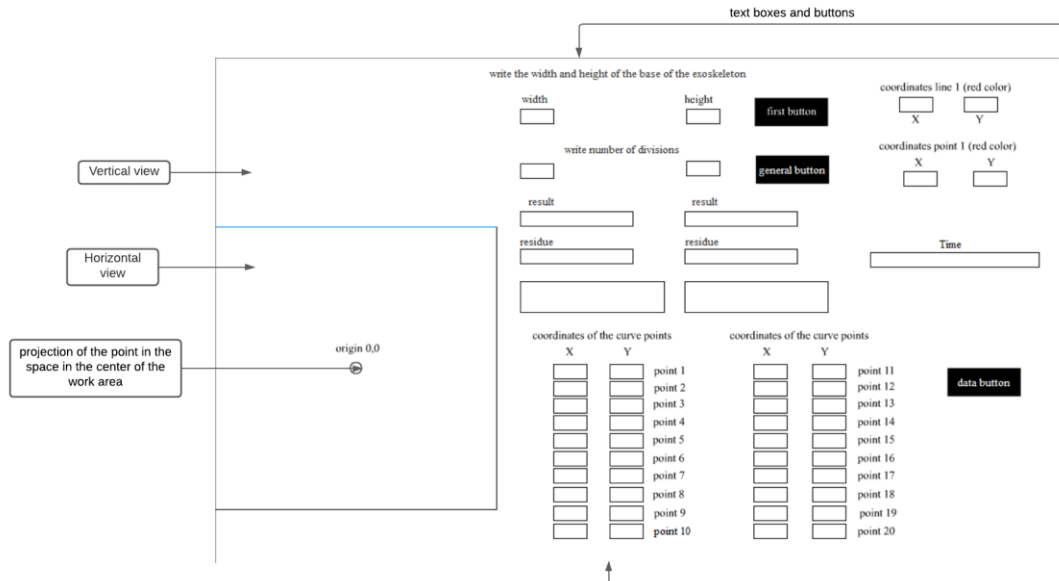 text boxes and buttons
write the width and height of the base of the exoskeleton
width
height
first button
coordinates line 1 (red color)
X
Y
write number of divisions
general button
coordinates point 1 (red color)
X
Y
Vertical view
result
result
residue
residue
Time
Horizontal
view
projection of the point in the
space in the center of the
work area
origin 0,0
coordinates of the curve points
X
Y
point 1
point 2
point 3
point 4
point 5
point 6
point 7
point 8
point 9
point 10
coordinates of the curve points
X
Y
point 11
point 12
point 13
point 14
point 15
point 16
point 17
point 18
point 19
point 20
data button